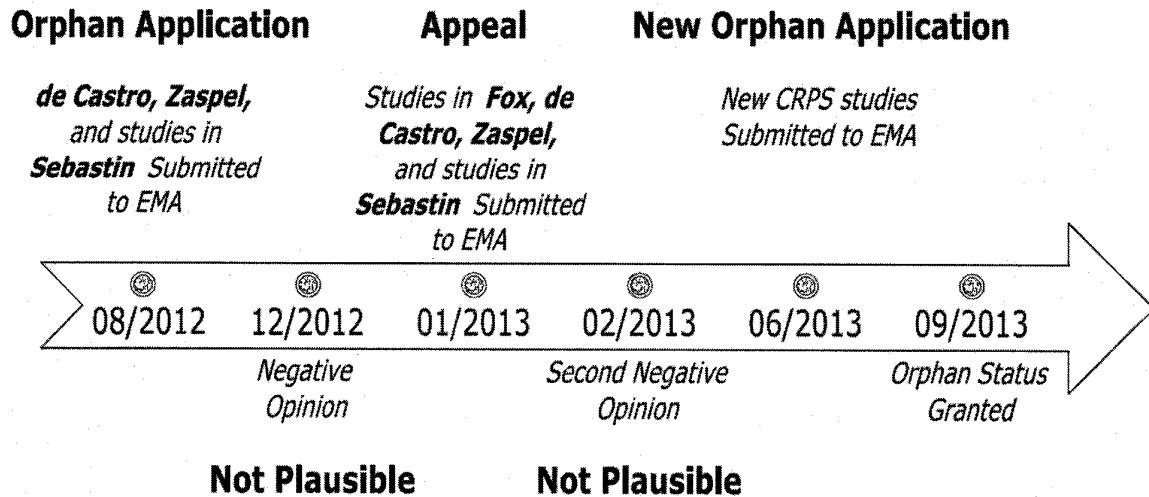 Orphan Application
Appeal
New Orphan Application
de Castro, Zaspel,
and studies in
Sebastin Submitted
to EMA
Studies in Fox, de
Castro, Zaspel,
and studies in
Sebastin Submitted
to EMA
New CRPS studies
Submitted to EMA
08/2012
12/2012
01/2013
02/2013
06/2013
09/2013
Negative
Opinion
Second Negative
Opinion
Orphan Status
Granted
Not Plausible
Not Plausible